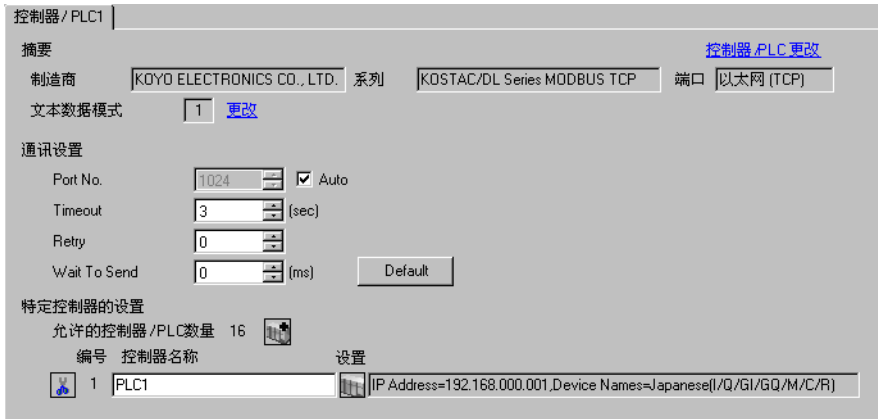 控制器/PLC1
摘要 控制器/PLC更改
制造商 KOYO ELECTRONICS CO., LTD. 系列 KOSTAC/DL Series MODBUS TCP 端口 以太网 (TCP)
文本数据模式 1 更改
通讯设置
Port No. 1024 Auto
Timeout 3 (sec)
Retry 0
Wait To Send 0 (ms) Default
特定控制器的设置
允许的控制器/PLC数量 16
编号 控制器名称 设置
1 PLC1 IP Address=192.168.000.001,Device Names=Japanese(I/Q/GI/GQ/M/C/R)